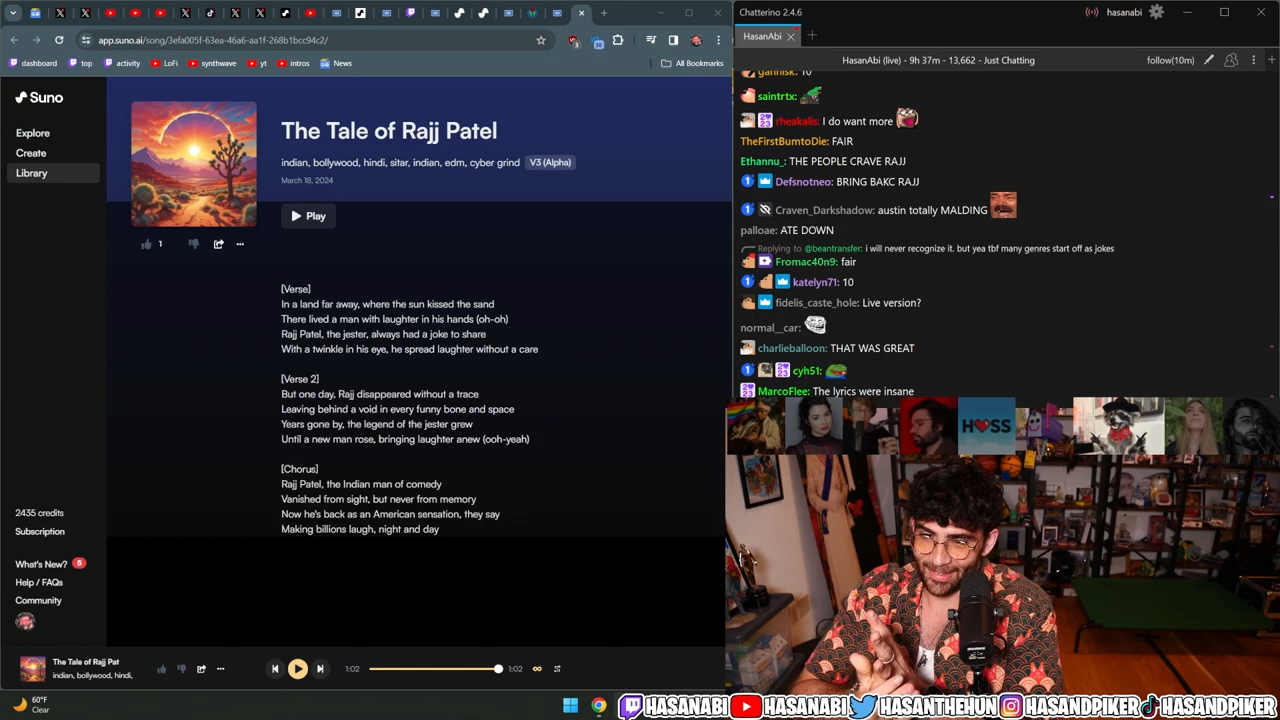 app.suno.ai/song/3efa005f-63ea-46a6-aa1f-268b1bcc94c2/
dashboard
top
activity
LoFi
synthwave
yt
intros
News
All Bookmarks
Suno
Explore
Create
Library
The Tale of Rajj Patel
indian, bollywood, hindi, sitar, indian, edm, cyber grind
V3 (Alpha)
March 18, 2024
Play
1
[Verse]
In a land far away, where the sun kissed the sand
There lived a man with laughter in his hands (oh-oh)
Rajj Patel, the jester, always had a joke to share
With a twinkle in his eye, he spread laughter without a care
[Verse 2]
But one day, Rajj disappeared without a trace
Leaving behind a void in every funny bone and space
Years gone by, the legend of the jester grew
Until a new man rose, bringing laughter anew (ooh-yeah)
[Chorus]
Rajj Patel, the Indian man of comedy
Vanished from sight, but never from memory
Now he's back as an American sensation, they say
Making billions laugh, night and day
2435 credits
Subscription
What's New? 5
Help / FAQs
Community
The Tale of Rajj Pat
indian, bollywood, hindi,
1:02
1:02
60°F
Clear
Chatterino 2.4.6
hasanabi
HasanAbi
HasanAbi (live) - 9h 37m - 13,662 - Just Chatting
follow(10m)
gannisk: 10
saintrtx:
rheakalis: I do want more
TheFirstBumtoDie: FAIR
Ethannu_: THE PEOPLE CRAVE RAJJ
Defsnotneo: BRING BAKC RAJJ
Craven_Darkshadow: austin totally MALDING
palloae: ATE DOWN
Replying to @beantransfer: i will never recognize it. but yea tbf many genres start off as jokes
Fromac40n9: fair
katelyn71: 10
fidelis_caste_hole: Live version?
normal__car:
charlieballoon: THAT WAS GREAT
cyh51:
MarcoFlee: The lyrics were insane
HOSS
HASANABI
HASANABI
HASANTHEHUN
HASANDPIKER
HASANDPIKER